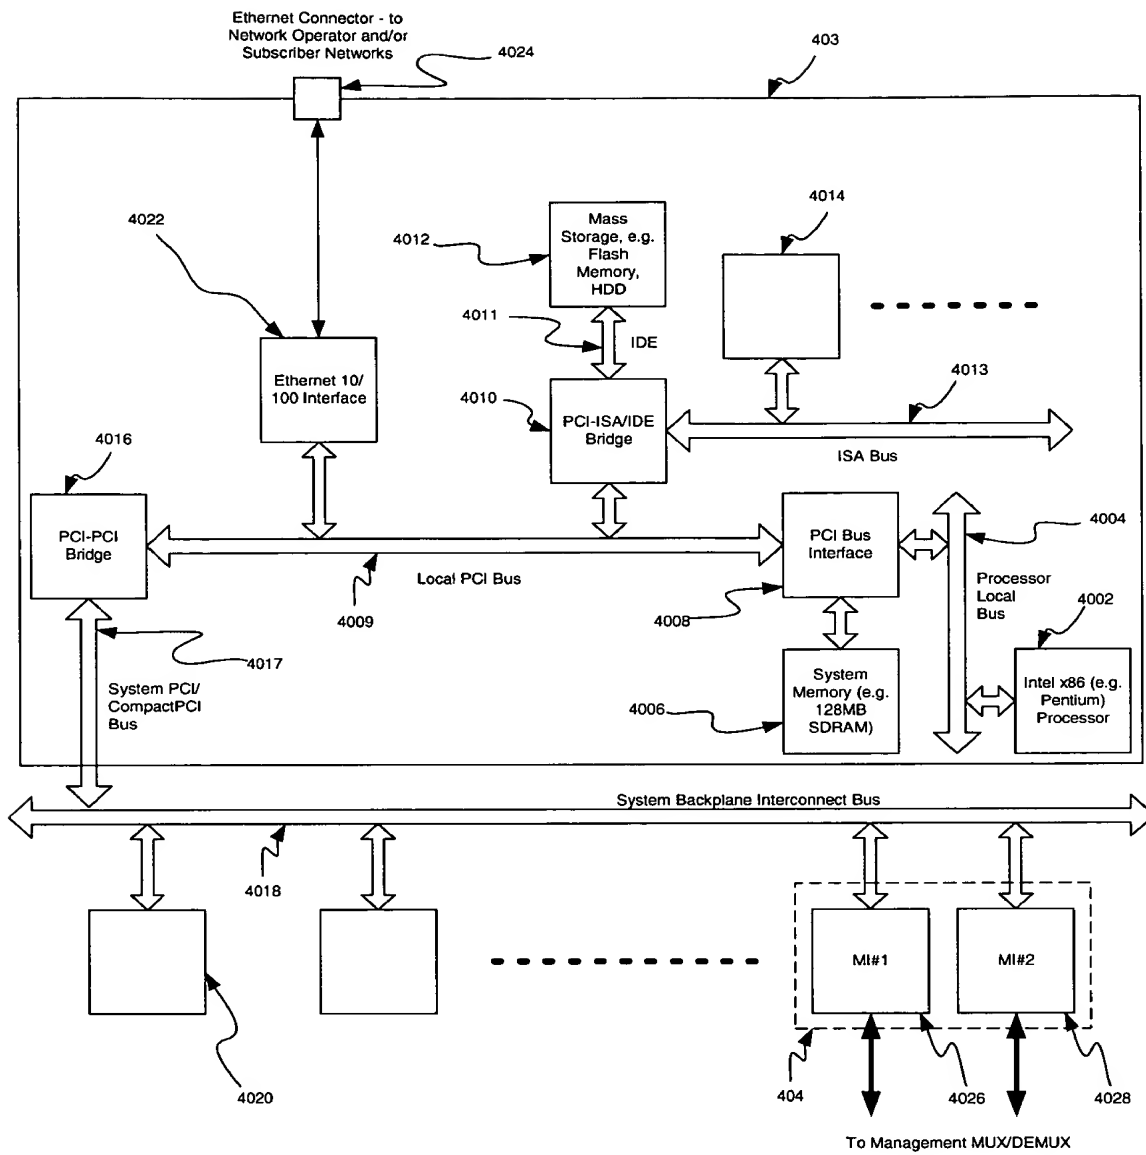 Ethernet Connector - to
Network Operator and/or
Subscriber Networks
4024
403
4022
4012
Mass
Storage, e.g.
Flash
Memory,
HDD
4014
4011
IDE
Ethernet 10/
100 Interface
4010
PCI-ISA/IDE
Bridge
4013
ISA Bus
4016
PCI-PCI
Bridge
PCI Bus
Interface
4004
Local PCI Bus
4009
4008
Processor
Local
Bus
4002
4017
System PCI/
CompactPCI
Bus
4006
System
Memory (e.g.
128MB
SDRAM)
Intel x86 (e.g.
Pentium)
Processor
System Backplane Interconnect Bus
4018
MI#1
MI#2
4020
404
4026
4028
To Management MUX/DEMUX